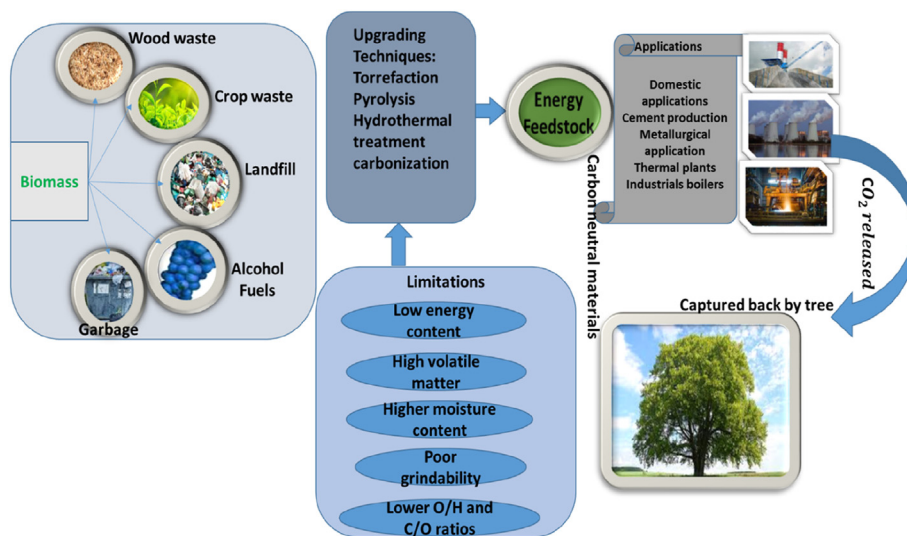 Wood waste
Crop waste
Biomass
Landfill
Alcohol
Fuels
Garbage
Upgrading
Techniques:
Torrefaction
Pyrolysis
Hydrothermal
treatment
carbonization
Limitations
Low energy
content
High volatile
matter
Higher moisture
content
Poor
grindability
Lower O/H and
C/O ratios
Energy
Feedstock
Carbon neutral materials
Applications
Domestic
applications
Cement production
Metallurgical
application
Thermal plants
Industrials boilers
CO₂ released
Captured back by tree